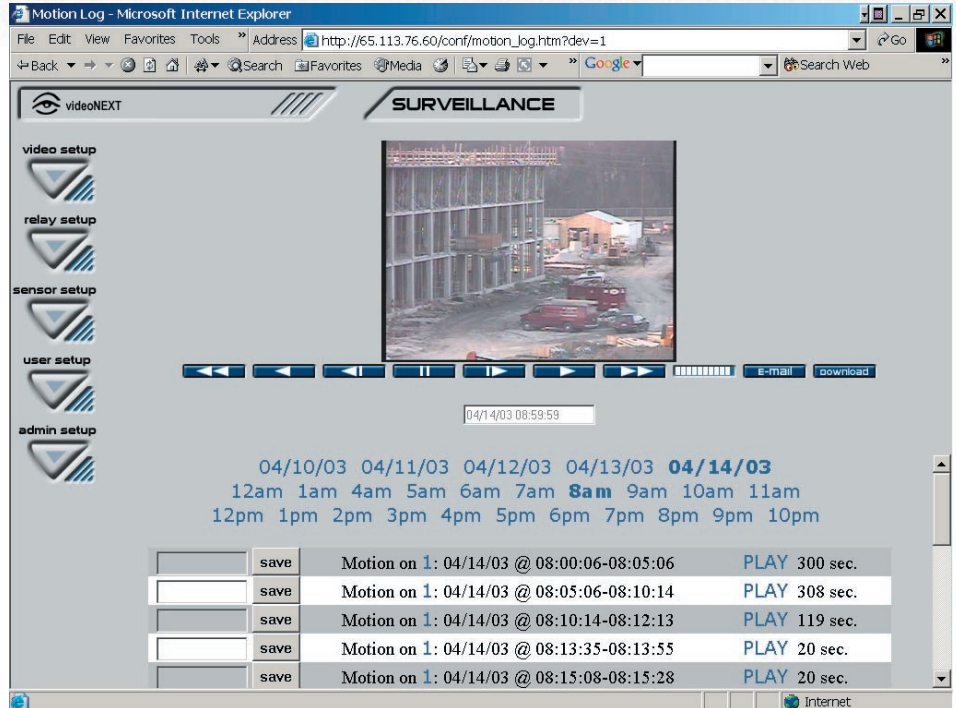 Motion Log - Microsoft Internet Explorer
File Edit View Favorites Tools » Address http://65.113.76.60/conf/motion_log.htm?dev=1 Go
Back Search Favorites Media » Google Search Web »
videoNEXT SURVEILLANCE
video setup
relay setup
sensor setup
user setup
admin setup
E-mail Download
04/14/03 08:59:59
04/10/03 04/11/03 04/12/03 04/13/03 04/14/03
12am 1am 4am 5am 6am 7am 8am 9am 10am 11am
12pm 1pm 2pm 3pm 4pm 5pm 6pm 7pm 8pm 9pm 10pm
save Motion on 1: 04/14/03 @ 08:00:06-08:05:06 PLAY 300 sec.
save Motion on 1: 04/14/03 @ 08:05:06-08:10:14 PLAY 308 sec.
save Motion on 1: 04/14/03 @ 08:10:14-08:12:13 PLAY 119 sec.
save Motion on 1: 04/14/03 @ 08:13:35-08:13:55 PLAY 20 sec.
save Motion on 1: 04/14/03 @ 08:15:08-08:15:28 PLAY 20 sec.
Internet